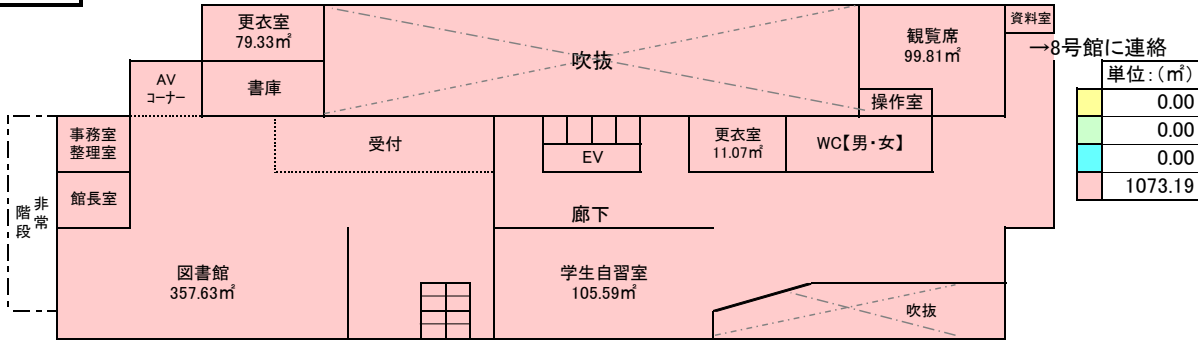 更衣室
79.33㎡
吹抜
観覧席
99.81㎡
資料室
→8号館に連絡
AV
コーナー
書庫
操作室
単位:(㎡)
0.00
0.00
0.00
1073.19
事務室
整理室
受付
EV
更衣室
11.07㎡
WC【男・女】
館長室
非常
階段
廊下
図書館
357.63㎡
学生自習室
105.59㎡
吹抜